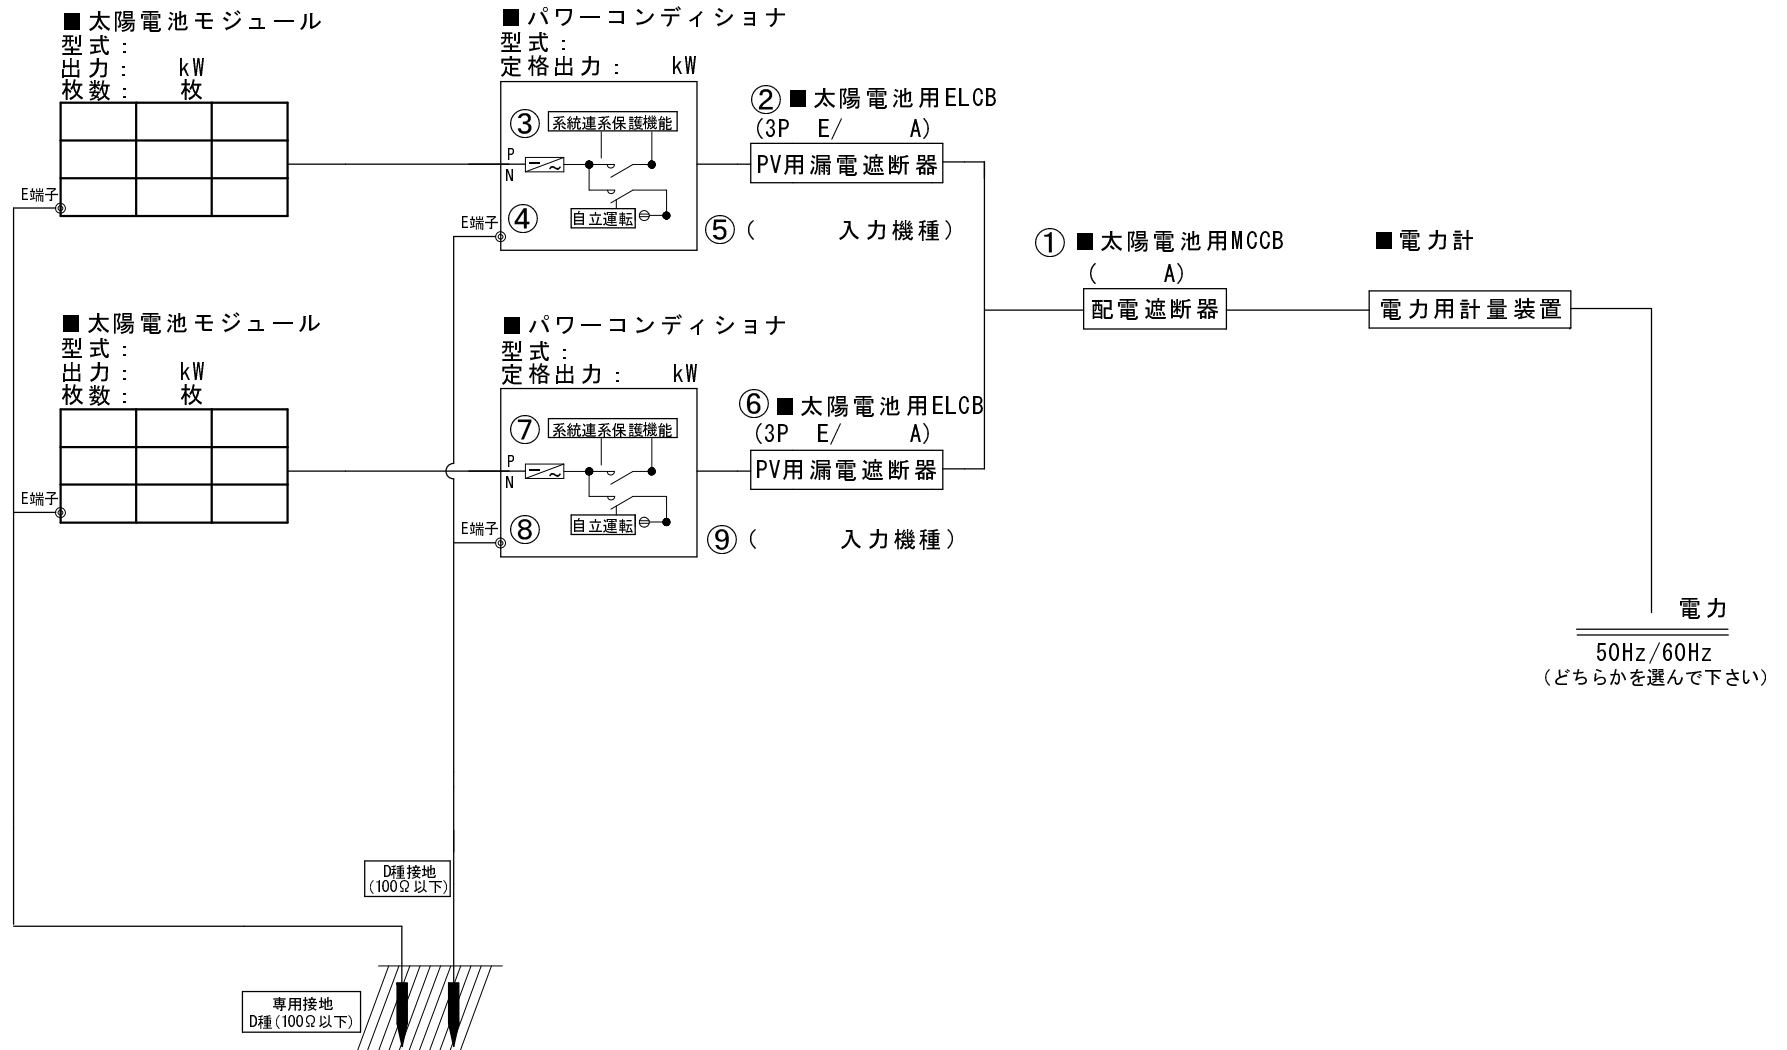 ■太陽電池モジュール
型式：
出力：　　kW
枚数：　　枚
E端子
■パワーコンディショナ
型式：
定格出力：　　kW
③ 系統連系保護機能
P
N
自立運転
④
E端子
② ■太陽電池用ELCB
(3P　E/　　　A)
PV用漏電遮断器
⑤ (　　　入力機種)
① ■太陽電池用MCCB
(　　　A)
配電遮断器
■電力計
電力用計量装置
■太陽電池モジュール
型式：
出力：　　kW
枚数：　　枚
E端子
■パワーコンディショナ
型式：
定格出力：　　kW
⑦ 系統連系保護機能
P
N
自立運転
⑧
E端子
⑥ ■太陽電池用ELCB
(3P　E/　　　A)
PV用漏電遮断器
⑨ (　　　入力機種)
電力
50Hz/60Hz
(どちらかを選んで下さい)
D種接地
(100Ω以下)
専用接地
D種(100Ω以下)